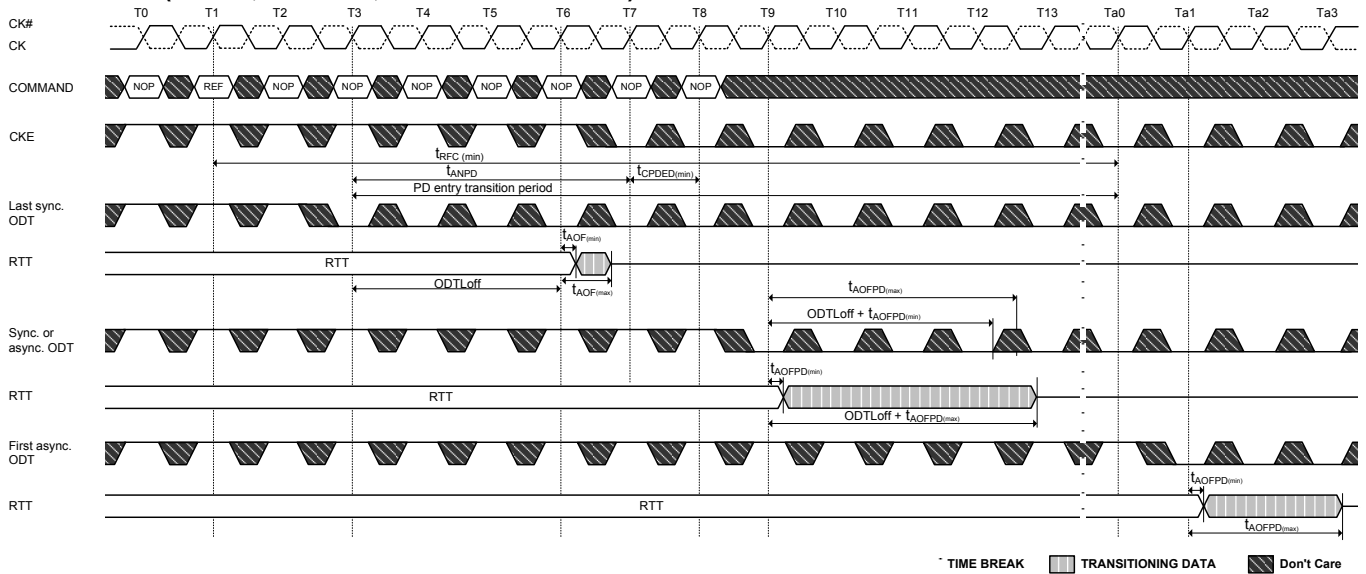 T0 T1 T2 T3 T4 T5 T6 T7 T8 T9 T10 T11 T12 T13 Ta0 Ta1 Ta2 Ta3
CK#
CK
COMMAND NOP REF NOP NOP NOP NOP NOP NOP NOP
CKE
tRFC (min)
tANPD tCPDED(min)
PD entry transition period
Last sync.
ODT
tAOF(min)
RTT RTT
ODTLoff tAOF(max)
tAOFPD(max)
ODTLoff + tAOFPD(min)
Sync. or
async. ODT
tAOFPD(min)
RTT RTT
ODTLoff + tAOFPD(max)
First async.
ODT
tAOFPD(min)
RTT RTT
tAOFPD(max)
TIME BREAK TRANSITIONING DATA Don't Care